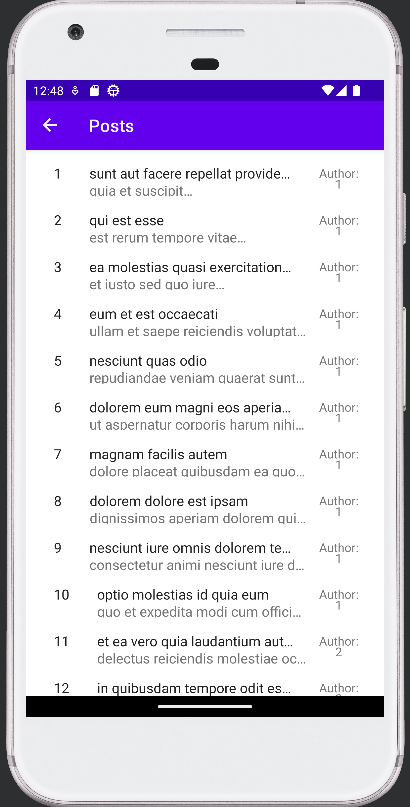 12:48
Posts
1 sunt aut facere repellat provide... Author:
quia et suscipit... 1
2 qui est esse Author:
est rerum tempore vitae... 1
3 ea molestias quasi exercitation... Author:
et iusto sed quo iure... 1
4 eum et est occaecati Author:
ullam et saepe reiciendis voluptat... 1
5 nesciunt quas odio Author:
repudiandae veniam quaerat sunt... 1
6 dolorem eum magni eos aperia... Author:
ut aspernatur corporis harum nihi... 1
7 magnam facilis autem Author:
dolore placeat quibusdam ea quo... 1
8 dolorem dolore est ipsam Author:
dignissimos aperiam dolorem qui... 1
9 nesciunt iure omnis dolorem te... Author:
consectetur animi nesciunt iure d... 1
10 optio molestias id quia eum Author:
quo et expedita modi cum offici... 1
11 et ea vero quia laudantium aut... Author:
delectus reiciendis molestiae oc... 2
12 in quibusdam tempore odit es... Author: